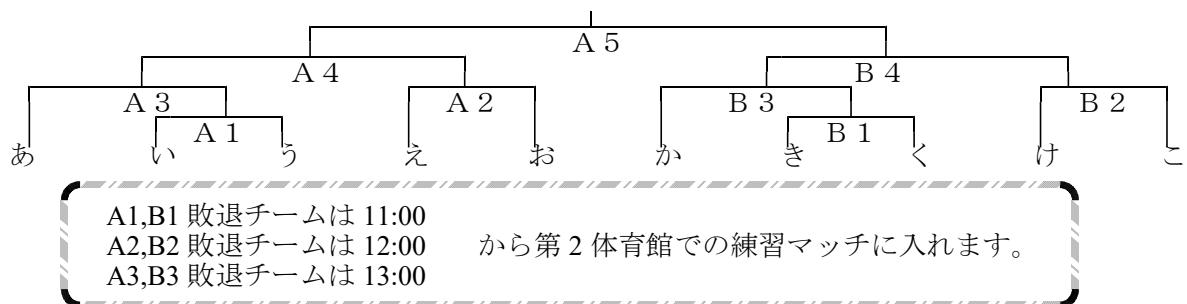 A 5
A 4 B 4
A 3 A 2 B 3 B 2
A 1 B 1
あ い う え お か き く け こ
A1,B1 敗退チームは 11:00
A2,B2 敗退チームは 12:00 から第 2 体育館での練習マッチに入れます。
A3,B3 敗退チームは 13:00